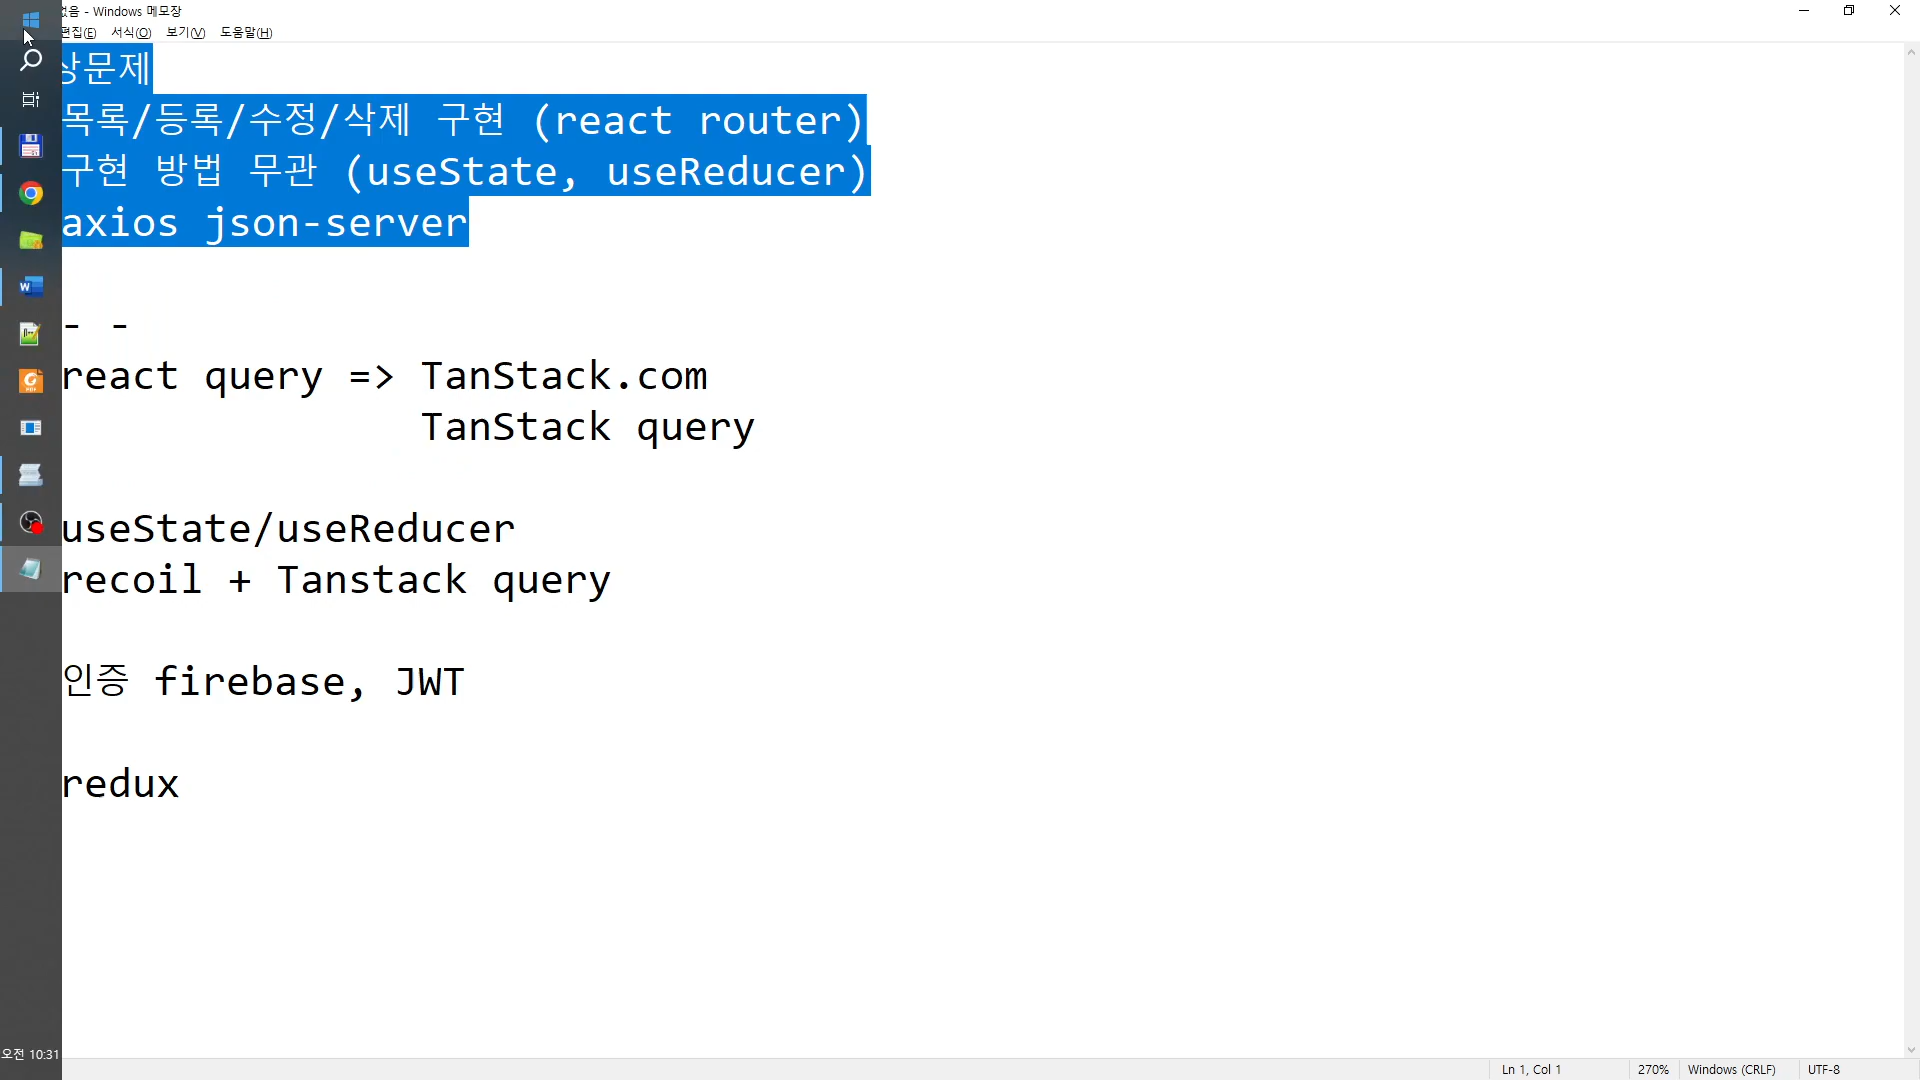 없음 - Windows 메모장
편집(E) 서식(O) 보기(V) 도움말(H)
상문제
목록/등록/수정/삭제 구현 (react router)
구현 방법 무관 (useState, useReducer)
axios json-server
- -
react query => TanStack.com
TanStack query
useState/useReducer
recoil + Tanstack query
인증 firebase, JWT
redux
오전 10:31
Ln 1, Col 1 270% Windows (CRLF) UTF-8